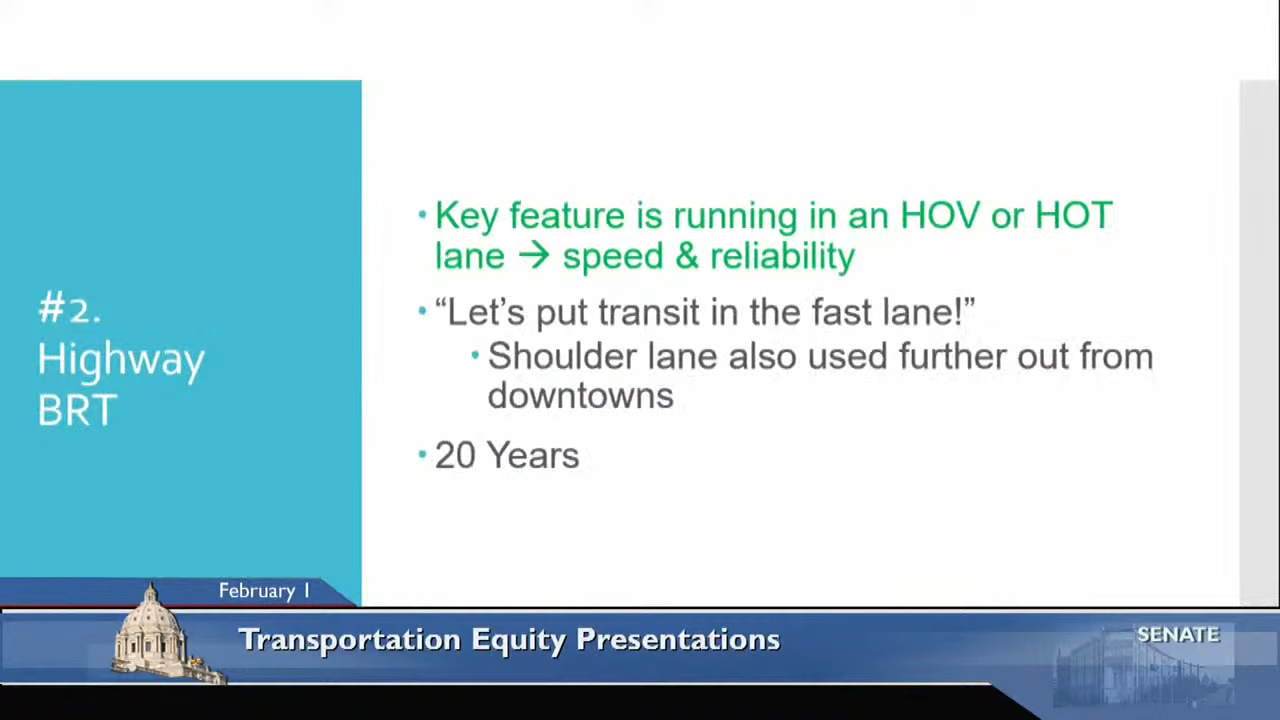 #2.
Highway
BRT
• Key feature is running in an HOV or HOT
lane → speed & reliability
• “Let’s put transit in the fast lane!”
• Shoulder lane also used further out from
downtowns
• 20 Years
February 1
Transportation Equity Presentations
SENATE